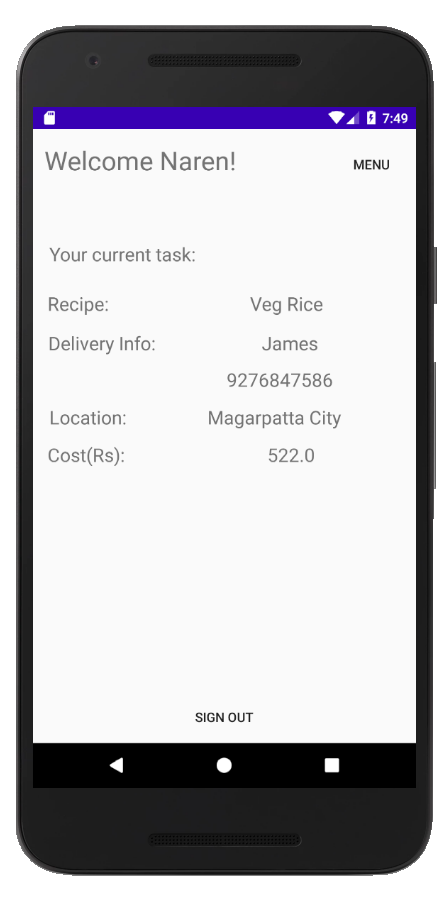 7:49
Welcome Naren!
MENU
Your current task:
Recipe: Veg Rice
Delivery Info: James
9276847586
Location: Magarpatta City
Cost(Rs): 522.0
SIGN OUT